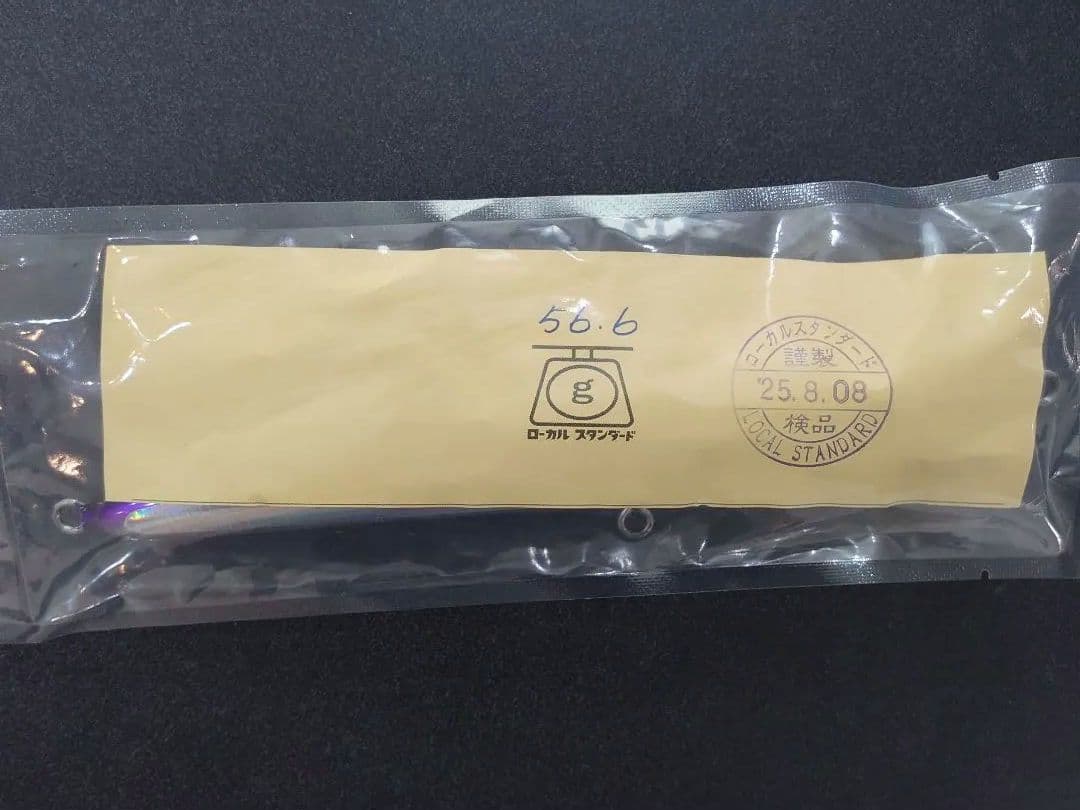 56.6
g
ローカル スタンダード
ローカルスタンダード
謹製
'25.8.08
検品
LOCAL STANDARD